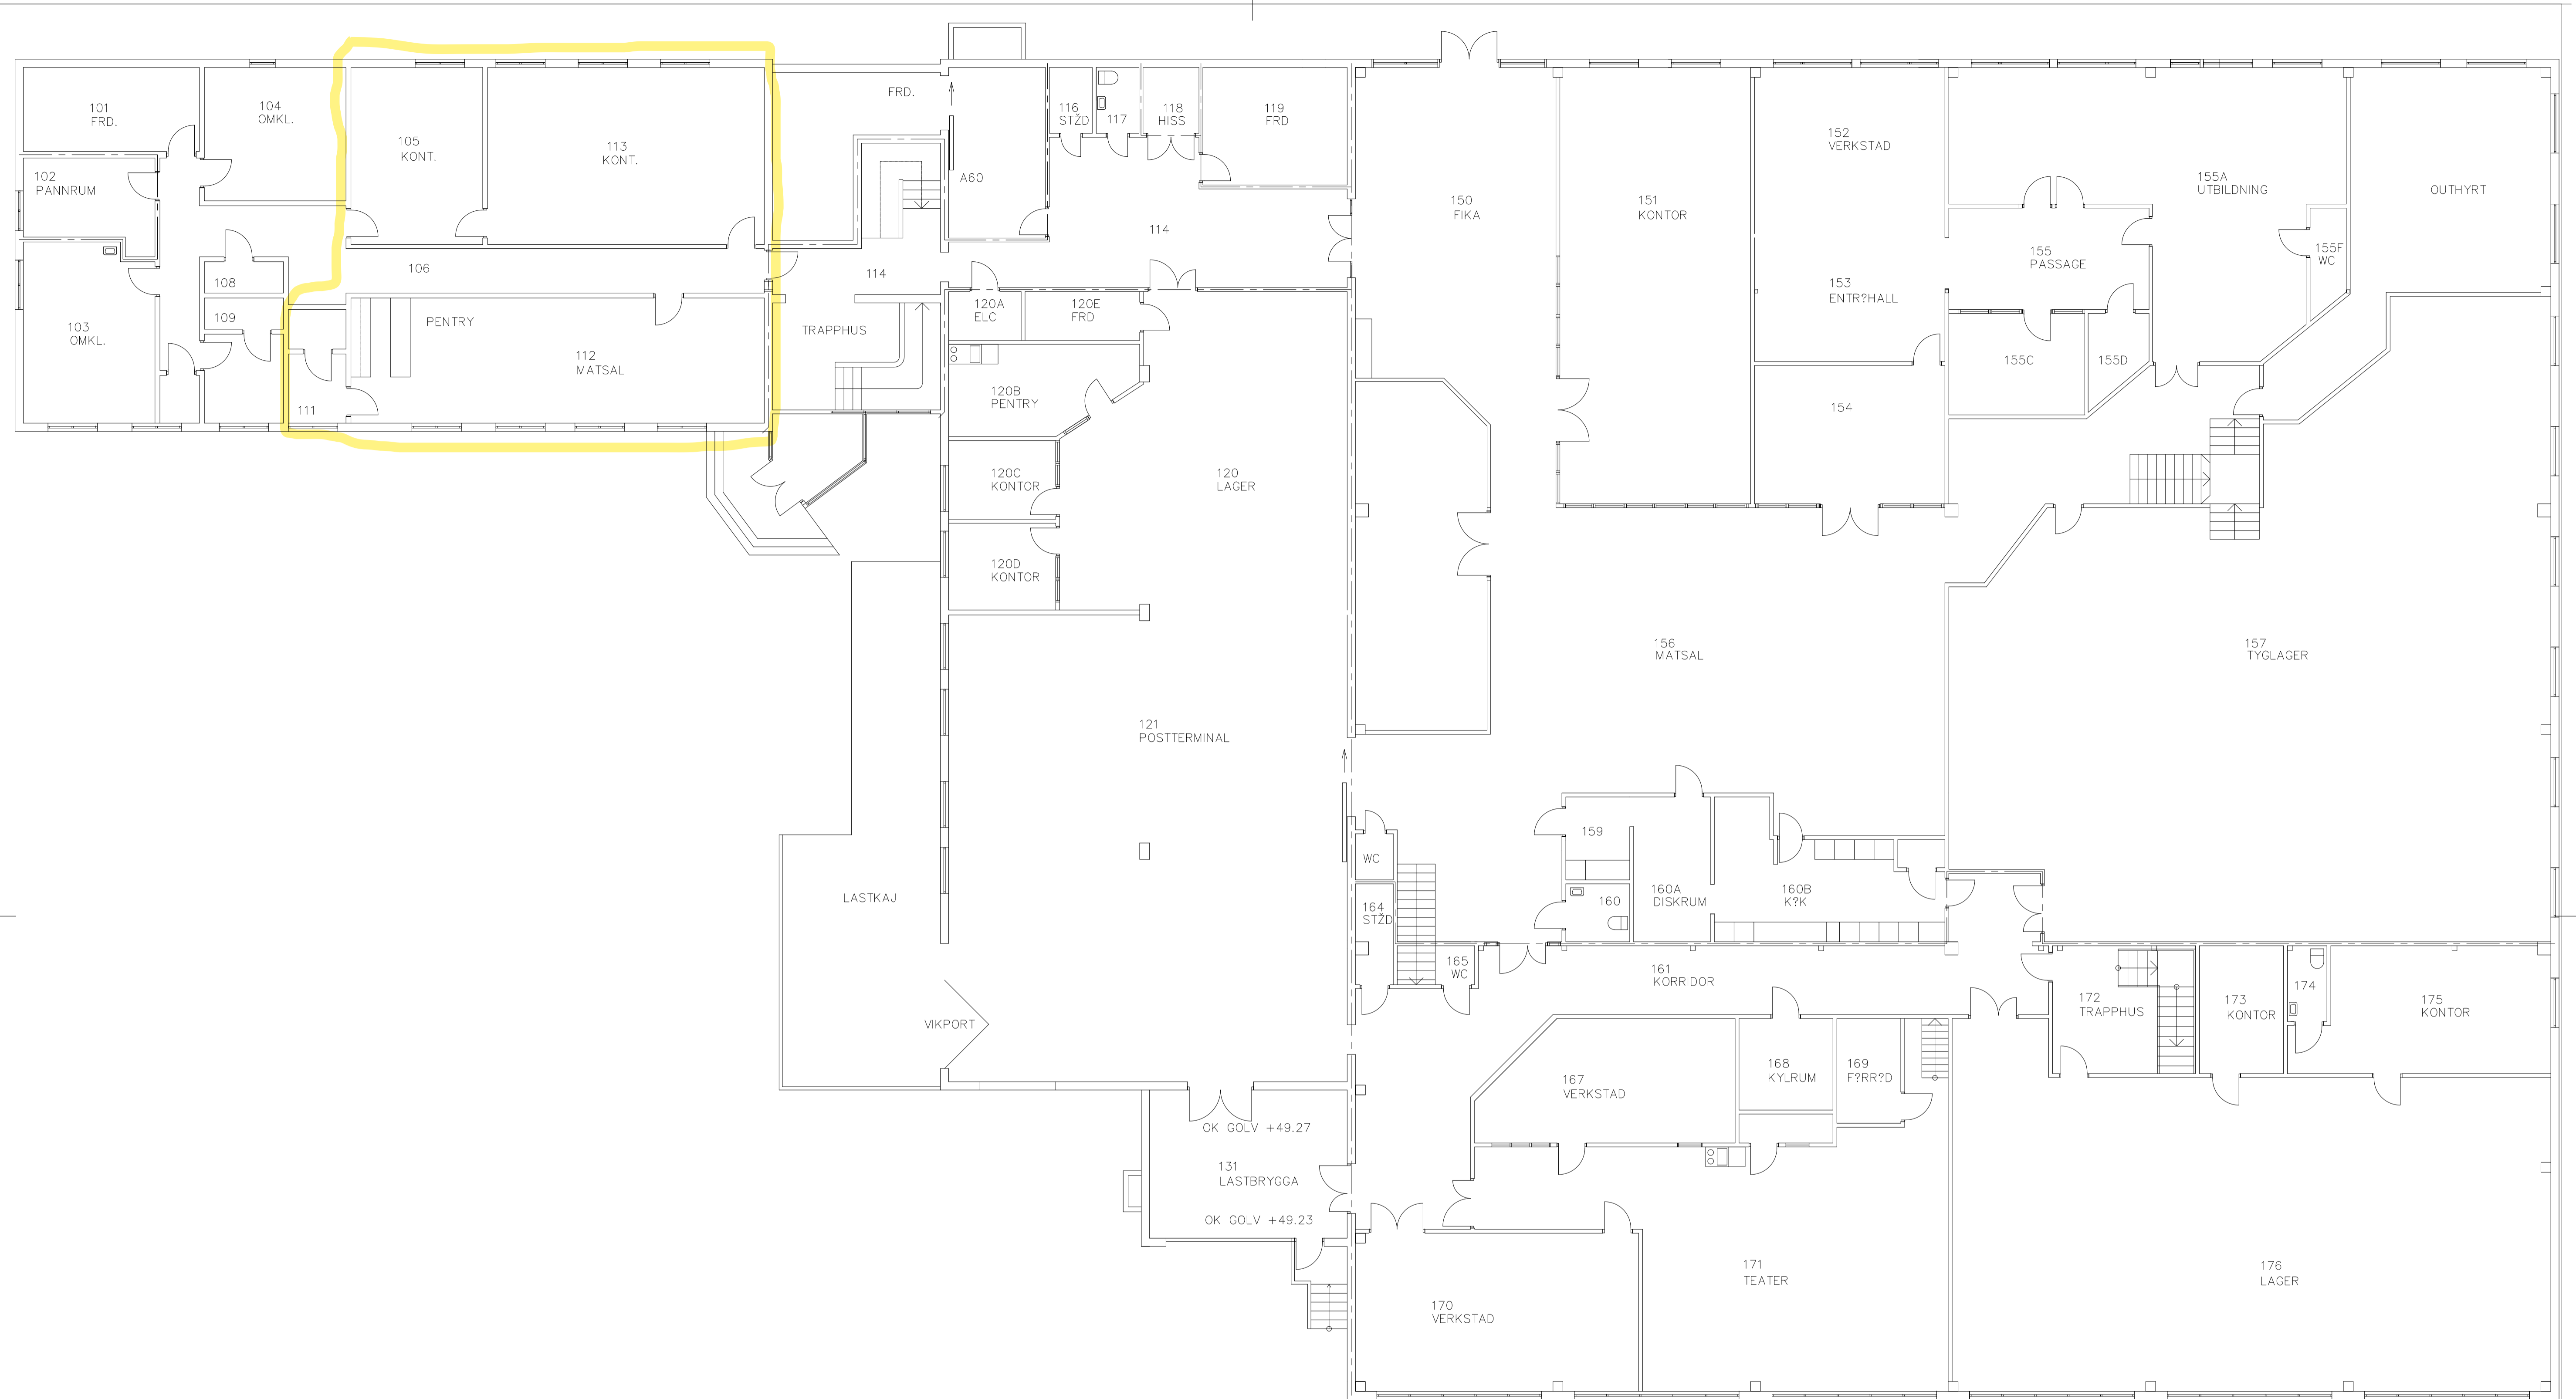 101
FRD.
104
OMKL.
105
KONT.
113
KONT.
102
PANNRUM
103
OMKL.
106
108
109
111
PENTRY
112
MATSAL
FRD.
A60
114
TRAPPHUS
116
STŽD
117
118
HISS
119
FRD
114
120A
ELC
120E
FRD
120B
PENTRY
120C
KONTOR
120D
KONTOR
120
LAGER
121
POSTTERMINAL
LASTKAJ
VIKPORT
OK GOLV +49.27
131
LASTBRYGGA
OK GOLV +49.23
150
FIKA
151
KONTOR
152
VERKSTAD
153
ENTR?HALL
154
155A
UTBILDNING
155
PASSAGE
155F
WC
155C
155D
OUTHYRT
156
MATSAL
157
TYGLAGER
159
WC
160
160A
DISKRUM
160B
K?K
164
STŽD
165
WC
161
KORRIDOR
167
VERKSTAD
168
KYLRUM
169
F?RR?D
172
TRAPPHUS
173
KONTOR
174
175
KONTOR
170
VERKSTAD
171
TEATER
176
LAGER